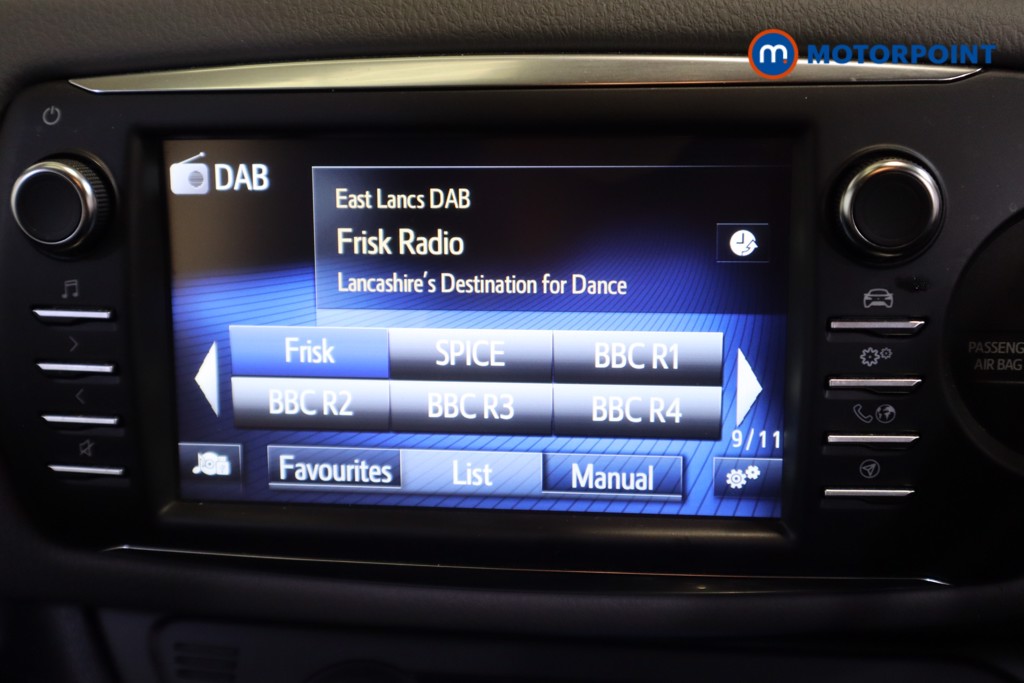 m MOTORPOINT
DAB
East Lancs DAB
Frisk Radio
Lancashire's Destination for Dance
Frisk SPICE BBC R1
BBC R2 BBC R3 BBC R4
9/11
Favourites List Manual
PASSENG
AIR BAG